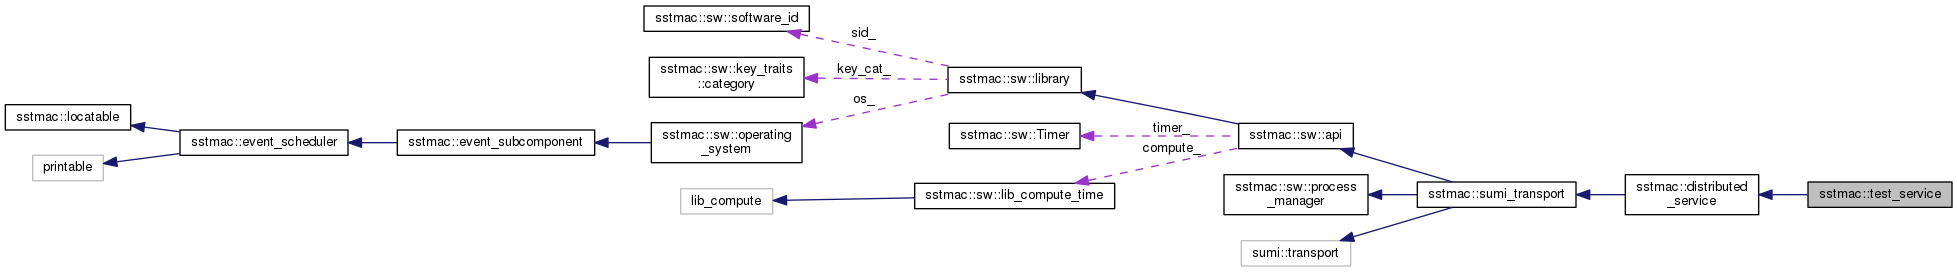 sstmac::sw::software_id
sid_
sstmac::sw::key_traits
::category
key_cat_
sstmac::sw::library
os_
sstmac::locatable
sstmac::event_scheduler
printable
sstmac::event_subcomponent
sstmac::sw::operating
_system
sstmac::sw::Timer
timer_
compute_
sstmac::sw::api
lib_compute
sstmac::sw::lib_compute_time
sstmac::sw::process
_manager
sstmac::sumi_transport
sstmac::distributed
_service
sstmac::test_service
sumi::transport